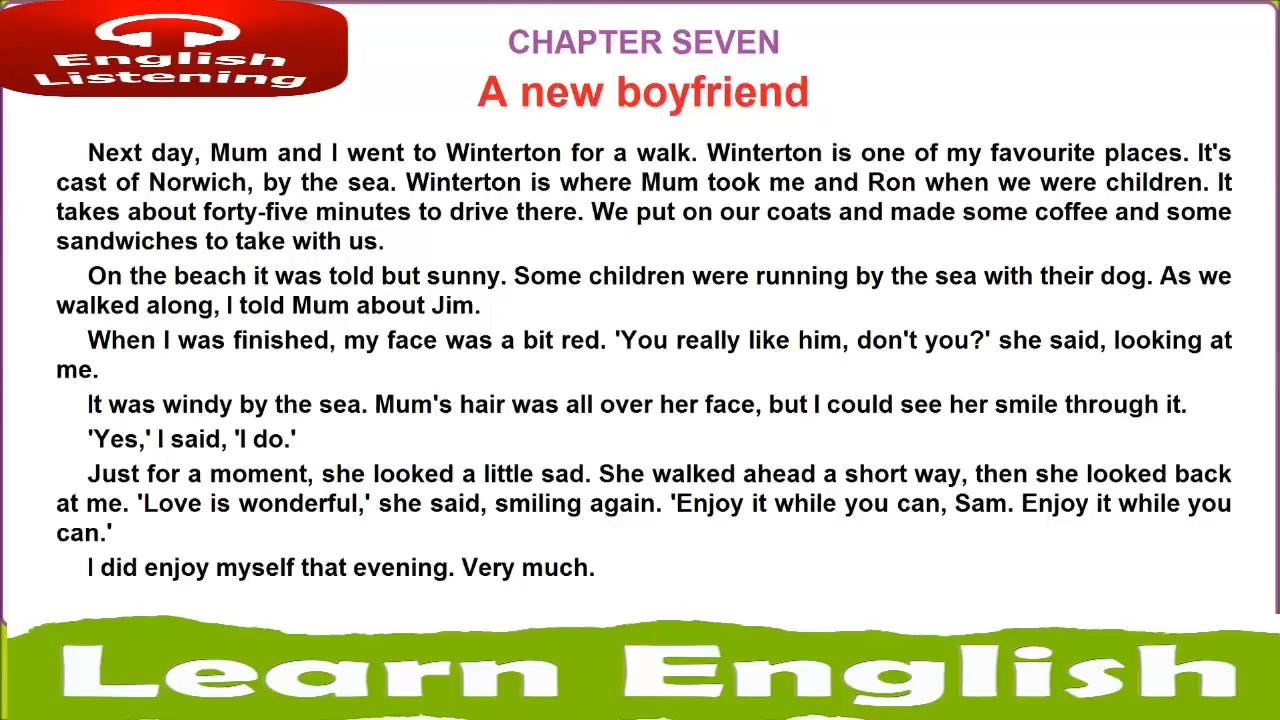 English
Listening
CHAPTER SEVEN
A new boyfriend
Next day, Mum and I went to Winterton for a walk. Winterton is one of my favourite places. It's
cast of Norwich, by the sea. Winterton is where Mum took me and Ron when we were children. It
takes about forty-five minutes to drive there. We put on our coats and made some coffee and some
sandwiches to take with us.
On the beach it was told but sunny. Some children were running by the sea with their dog. As we
walked along, I told Mum about Jim.
When I was finished, my face was a bit red. 'You really like him, don't you?' she said, looking at
me.
It was windy by the sea. Mum's hair was all over her face, but I could see her smile through it.
'Yes,' I said, 'I do.'
Just for a moment, she looked a little sad. She walked ahead a short way, then she looked back
at me. 'Love is wonderful,' she said, smiling again. 'Enjoy it while you can, Sam. Enjoy it while you
can.'
I did enjoy myself that evening. Very much.
Learn English